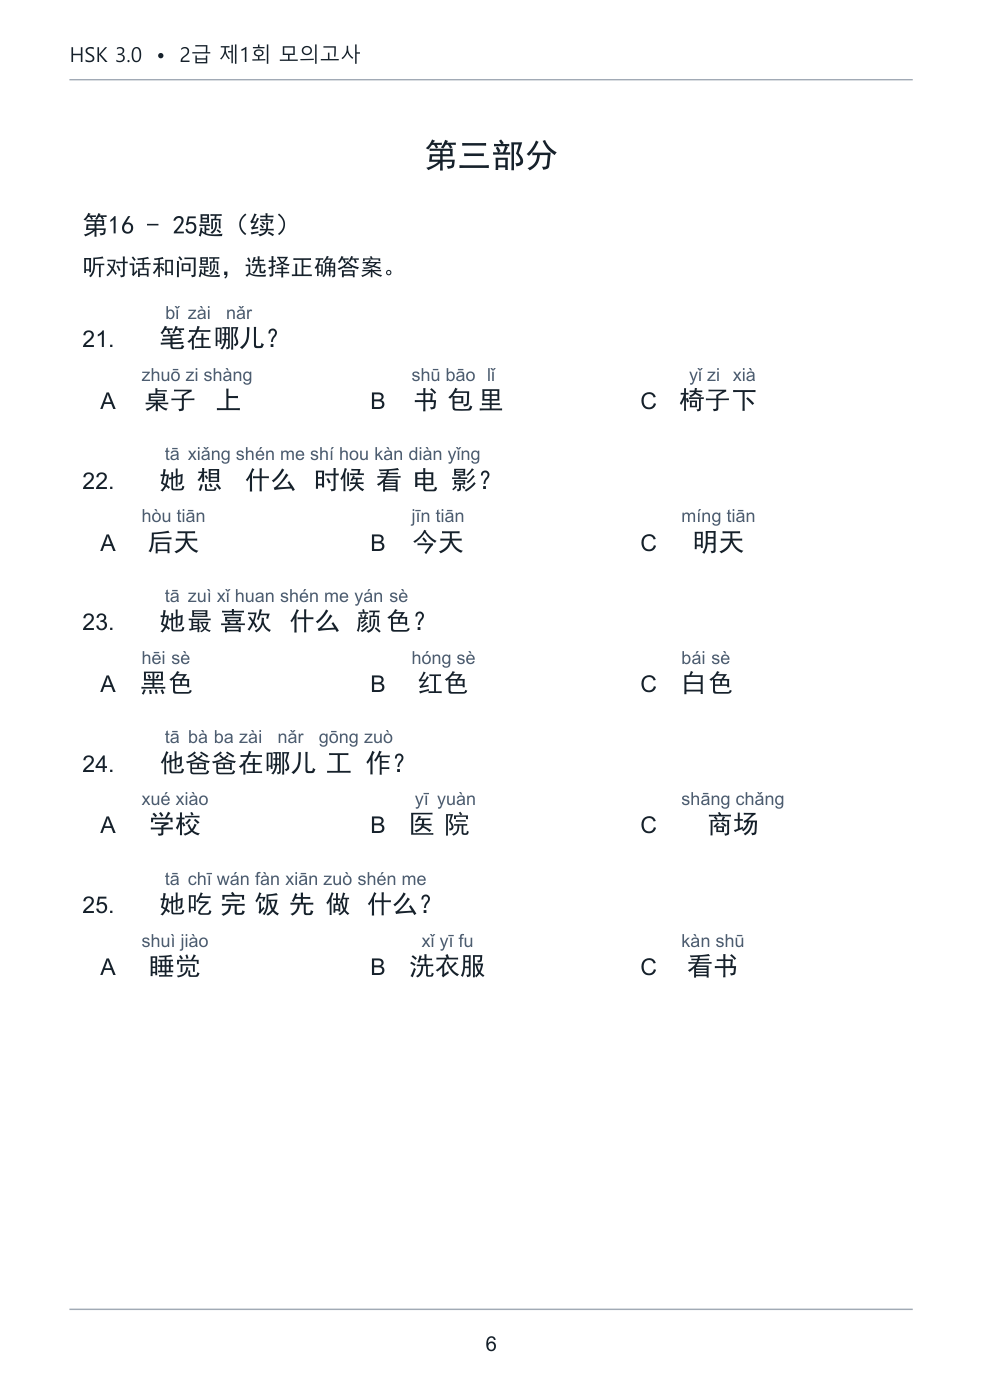 HSK 3.0 • 2급 제1회 모의고사
第三部分
第16 – 25题（续）
听对话和问题，选择正确答案。
bǐ zài nǎr
21. 笔在哪儿？
zhuō zi shàng shū bāo lǐ yǐ zi xià
A 桌子 上 B 书 包 里 C 椅子下
tā xiǎng shén me shí hou kàn diàn yǐng
22. 她 想 什么 时候 看 电 影？
hòu tiān jīn tiān míng tiān
A 后天 B 今天 C 明天
tā zuì xǐ huan shén me yán sè
23. 她最 喜欢 什么 颜 色？
hēi sè hóng sè bái sè
A 黑色 B 红色 C 白色
tā bà ba zài nǎr gōng zuò
24. 他爸爸在哪儿 工 作？
xué xiào yī yuàn shāng chǎng
A 学校 B 医 院 C 商场
tā chī wán fàn xiān zuò shén me
25. 她吃 完 饭 先 做 什么？
shuì jiào xǐ yī fu kàn shū
A 睡觉 B 洗衣服 C 看书
6